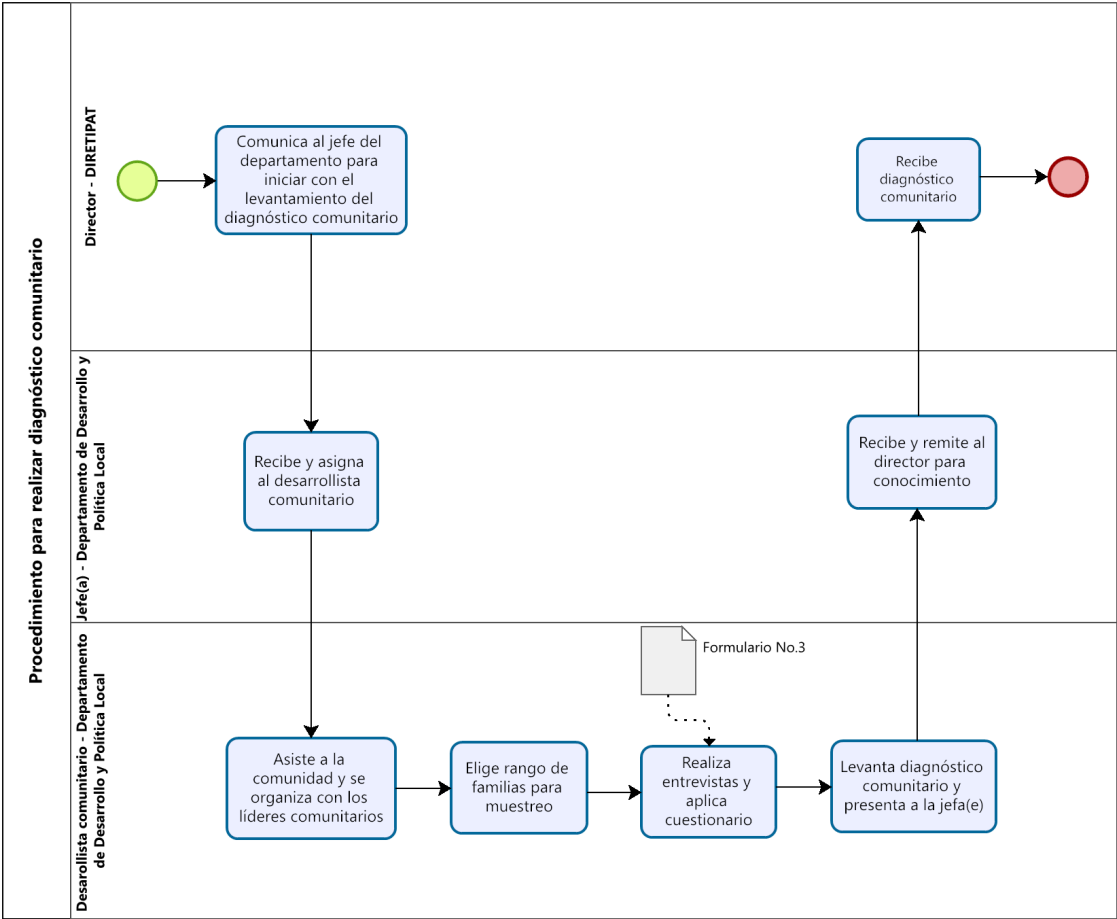 Procedimiento para realizar diagnóstico comunitario
Director - DIRETIPAT
Comunica al jefe del
departamento para
iniciar con el
levantamiento del
diagnóstico comunitario
Recibe
diagnóstico
comunitario
Jefe(a) - Departamento de Desarrollo y
Política Local
Recibe y asigna
al desarrollista
comunitario
Recibe y remite al
director para
conocimiento
Desarollista comunitario - Departamento
de Desarrollo y Política Local
Formulario No.3
Asiste a la
comunidad y se
organiza con los
líderes comunitarios
Elige rango de
familias para
muestreo
Realiza
entrevistas y
aplica
cuestionario
Levanta diagnóstico
comunitario y
presenta a la jefa(e)